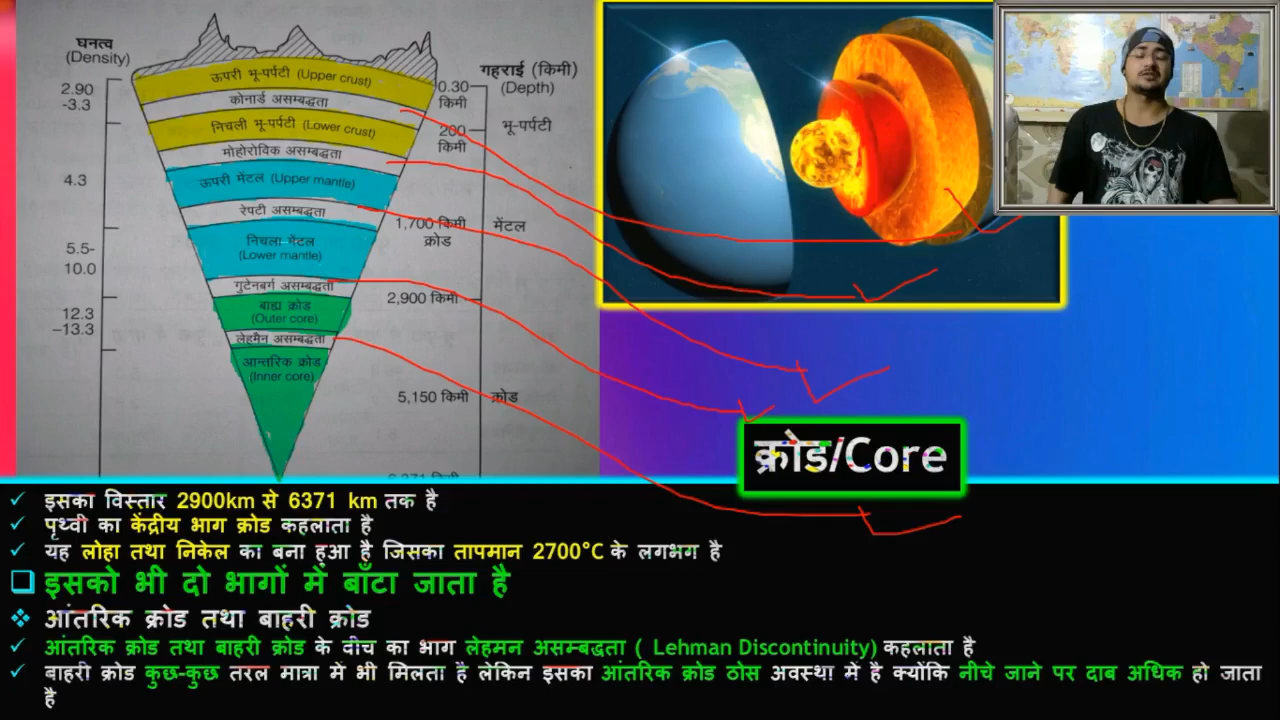 घनत्व
(Density)
2.90
-3.3
4.3
5.5-
10.0
12.3
–13.3
ऊपरी भू-पर्पटी (Upper crust)
कोनार्ड असम्बद्धता
निचली भू-पर्पटी (Lower crust)
मोहोरोविक असम्बद्धता
ऊपरी मेंटल (Upper mantle)
रेपटी असम्बद्धता
निचला मेंटल
(Lower mantle)
गुटेनबर्ग असम्बद्धता
बाह्य क्रोड
(Outer core)
लेहमैन असम्बद्धता
आन्तरिक क्रोड
(Inner core)
गहराई (किमी)
(Depth)
0.30
किमी
भू-पर्पटी
200
किमी
1,700 किमी
क्रोड
मेंटल
2,900 किमी
5,150 किमी
क्रोड
क्रोड/Core
इसका विस्तार 2900km से 6371 km तक है
पृथ्वी का केंद्रीय भाग क्रोड कहलाता है
यह लोहा तथा निकेल का बना हुआ है जिसका तापमान 2700°C के लगभग है
इसको भी दो भागों में बाँटा जाता है
आंतरिक क्रोड तथा बाहरी क्रोड
आंतरिक क्रोड तथा बाहरी क्रोड के वीच का भाग लेहमन असम्बद्धता ( Lehman Discontinuity) कहलाता है
बाहरी क्रोड कुछ-कुछ तरल मात्रा में भी मिलता है लेकिन इसका आंतरिक क्रोड ठोस अवस्था में है क्योंकि नीचे जाने पर दाब अधिक हो जाता
है